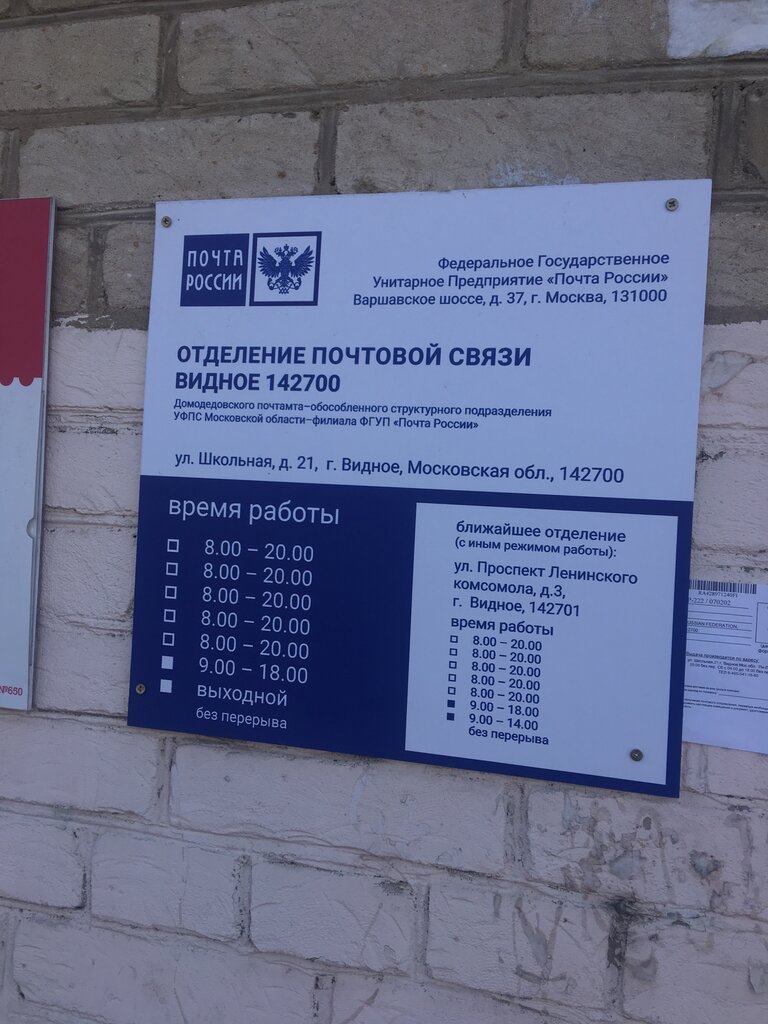 ПОЧТА
РОССИИ
Федеральное Государственное
Унитарное Предприятие «Почта России»
Варшавское шоссе, д. 37, г. Москва, 131000
ОТДЕЛЕНИЕ ПОЧТОВОЙ СВЯЗИ
ВИДНОЕ 142700
Домодедовского почтамта–обособленного структурного подразделения
УФПС Московской области–филиала ФГУП «Почта России»
ул. Школьная, д. 21, г. Видное, Московская обл., 142700
время работы
8.00 – 20.00
8.00 – 20.00
8.00 – 20.00
8.00 – 20.00
8.00 – 20.00
9.00 – 18.00
выходной
без перерыва
ближайшее отделение
(с иным режимом работы):
ул. Проспект Ленинского
комсомола, д.3,
г. Видное, 142701
время работы
8.00 – 20.00
8.00 – 20.00
8.00 – 20.00
8.00 – 20.00
8.00 – 20.00
9.00 – 18.00
9.00 – 14.00
без перерыва
№650
RUSSIAN FEDERATION,